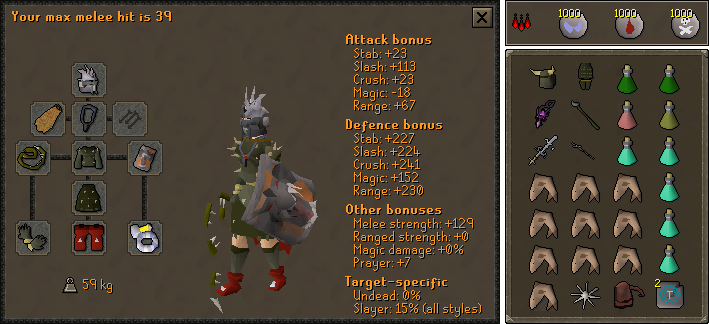 Your max melee hit is 39
Attack bonus
Stab: +23
Slash: +113
Crush: +23
Magic: -18
Range: +67
Defence bonus
Stab: +227
Slash: +224
Crush: +241
Magic: +152
Range: +230
Other bonuses
Melee strength: +129
Ranged strength: +0
Magic damage: +0%
Prayer: +7
Target-specific
Undead: 0%
Slayer: 15% (all styles)
59 kg
1000 1000 1000
2
T